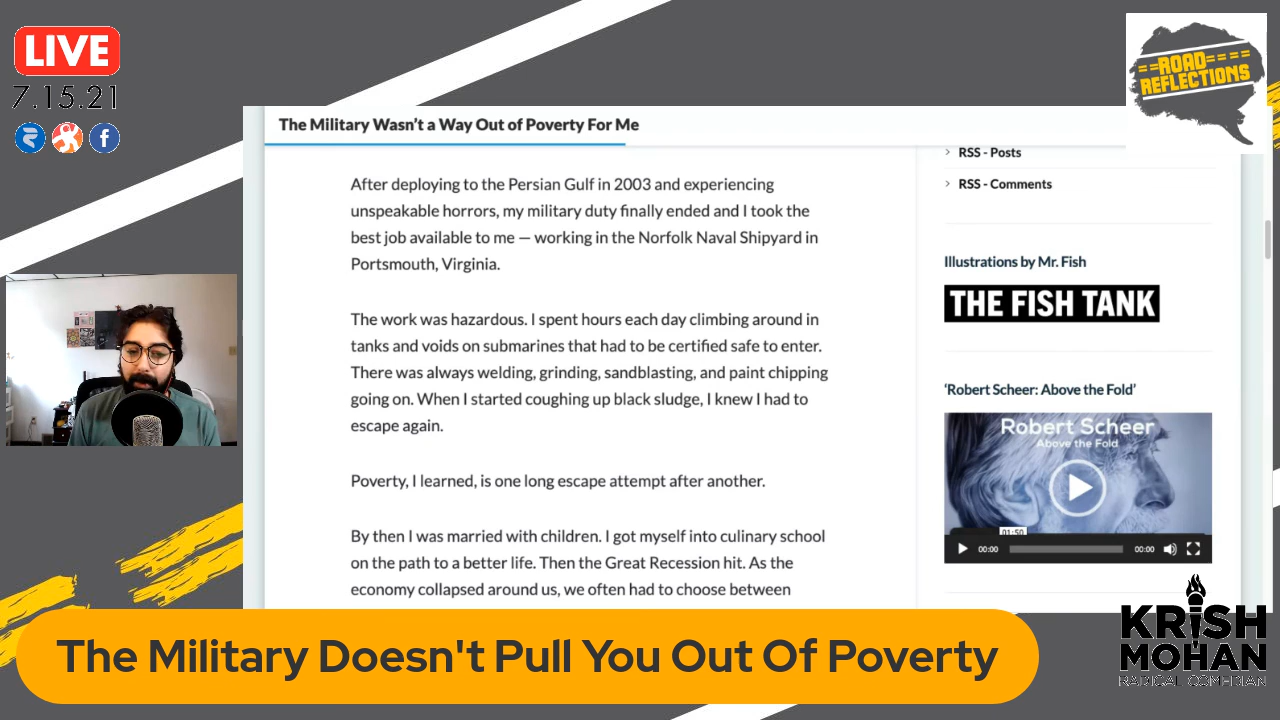 LIVE
7.15.21
==ROAD====
REFLECTIONS
The Military Wasn't a Way Out of Poverty For Me
After deploying to the Persian Gulf in 2003 and experiencing
unspeakable horrors, my military duty finally ended and I took the
best job available to me — working in the Norfolk Naval Shipyard in
Portsmouth, Virginia.
The work was hazardous. I spent hours each day climbing around in
tanks and voids on submarines that had to be certified safe to enter.
There was always welding, grinding, sandblasting, and paint chipping
going on. When I started coughing up black sludge, I knew I had to
escape again.
Poverty, I learned, is one long escape attempt after another.
By then I was married with children. I got myself into culinary school
on the path to a better life. Then the Great Recession hit. As the
economy collapsed around us, we often had to choose between
RSS - Posts
RSS - Comments
Illustrations by Mr. Fish
THE FISH TANK
'Robert Scheer: Above the Fold'
Robert Scheer
Above the Fold
01:50
00:00
00:00
The Military Doesn't Pull You Out Of Poverty
KRISH
MOHAN
RADICAL COMEDIAN